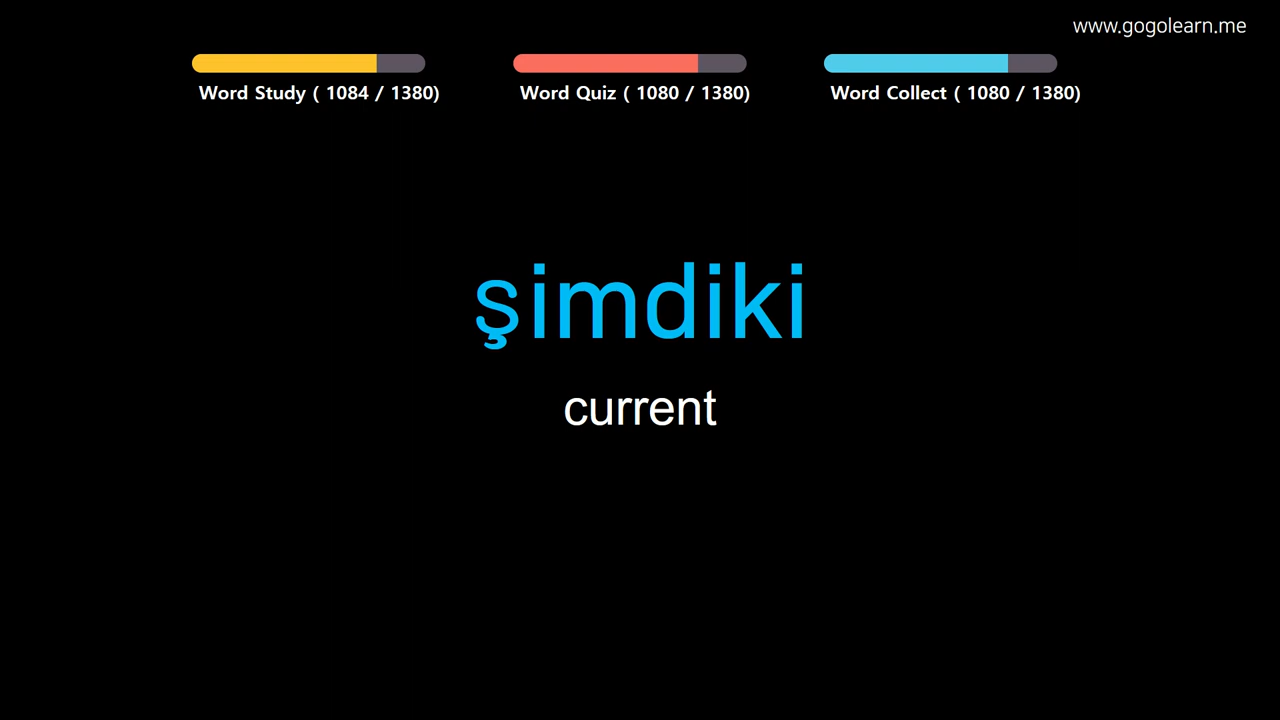 www.gogolearn.me
Word Study ( 1084 / 1380)
Word Quiz ( 1080 / 1380)
Word Collect ( 1080 / 1380)
şimdiki
current